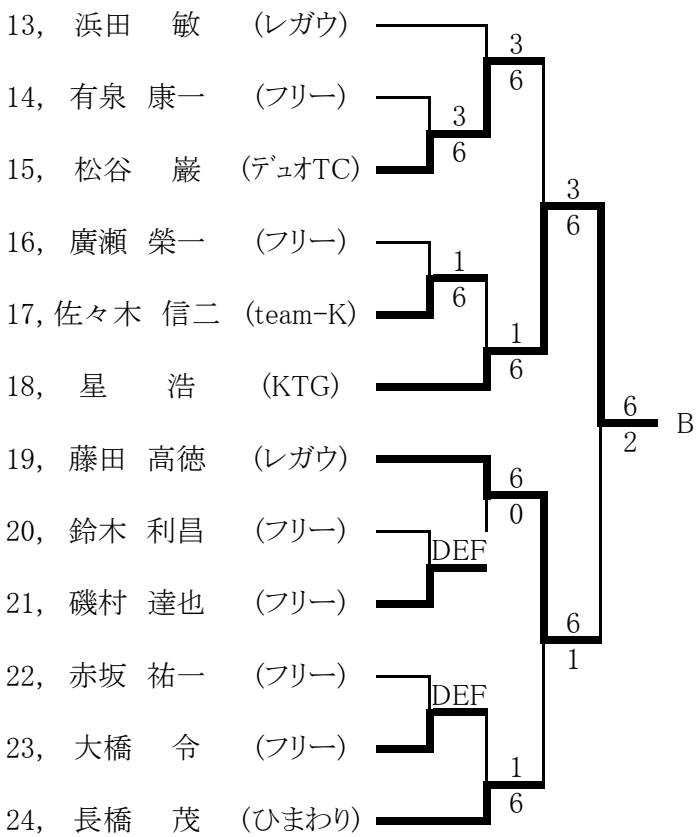 13, 浜田 敏 (レガウ)
3
6
14, 有泉 康一 (フリー)
3
6
15, 松谷 巌 (デュオTC)
3
6
16, 廣瀬 榮一 (フリー)
1
6
17, 佐々木 信二 (team-K)
1
6
18, 星 浩 (KTG)
6
2
B
19, 藤田 高徳 (レガウ)
6
0
20, 鈴木 利昌 (フリー)
DEF
21, 磯村 達也 (フリー)
6
1
22, 赤坂 祐一 (フリー)
DEF
23, 大橋 令 (フリー)
1
6
24, 長橋 茂 (ひまわり)